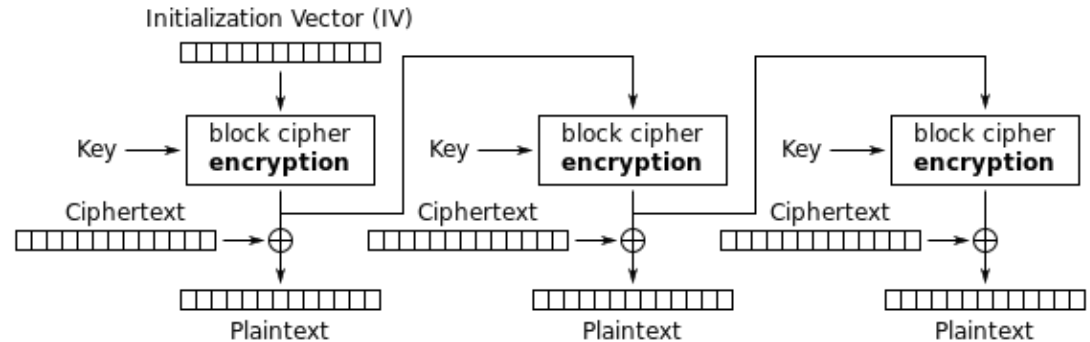 Initialization Vector (IV)
Key
block cipher
encryption
Key
block cipher
encryption
Key
block cipher
encryption
Ciphertext
Ciphertext
Ciphertext
Plaintext
Plaintext
Plaintext